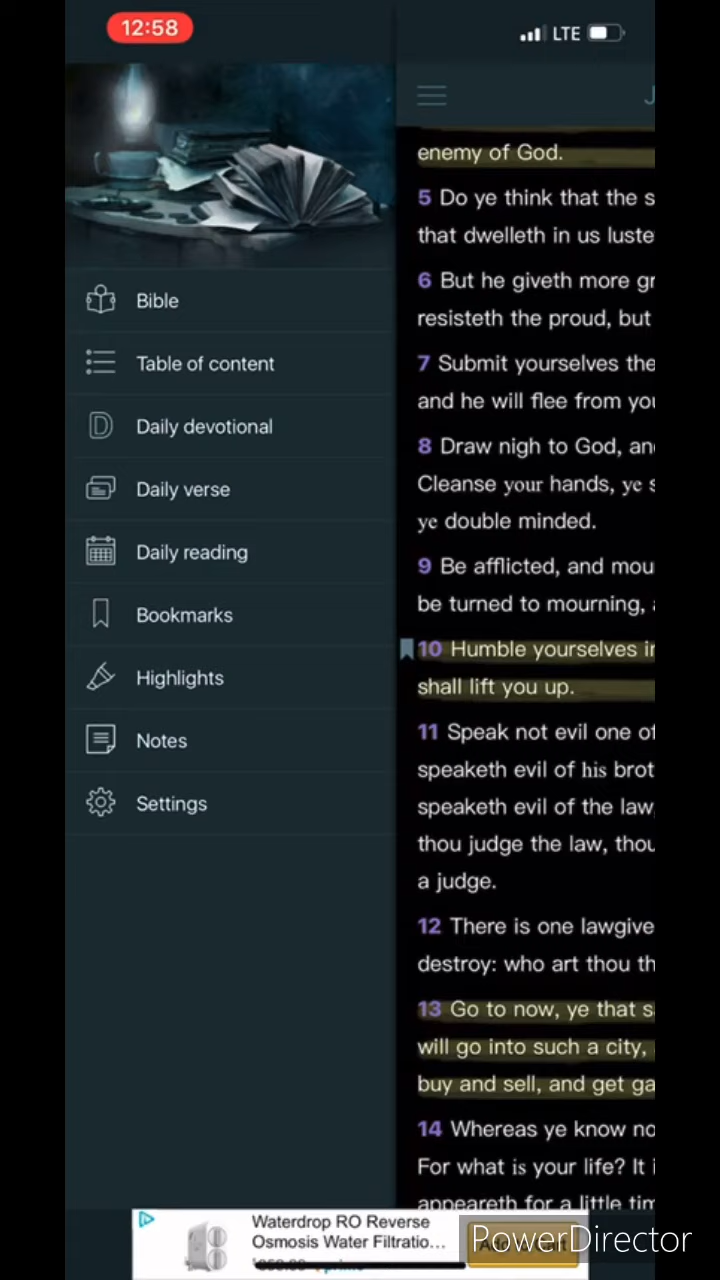 12:58
LTE
Bible
Table of content
Daily devotional
Daily verse
Daily reading
Bookmarks
Highlights
Notes
Settings
enemy of God.
5 Do ye think that the s
that dwelleth in us luste
6 But he giveth more gr
resisteth the proud, but
7 Submit yourselves the
and he will flee from you
8 Draw nigh to God, and
Cleanse your hands, ye s
ye double minded.
9 Be afflicted, and mou
be turned to mourning, a
10 Humble yourselves in
shall lift you up.
11 Speak not evil one of
speaketh evil of his brot
speaketh evil of the law,
thou judge the law, thou
a judge.
12 There is one lawgive
destroy: who art thou th
13 Go to now, ye that s
will go into such a city,
buy and sell, and get ga
14 Whereas ye know no
For what is your life? It i
appeareth for a little tim
Waterdrop RO Reverse
Osmosis Water Filtratio...
PowerDirector